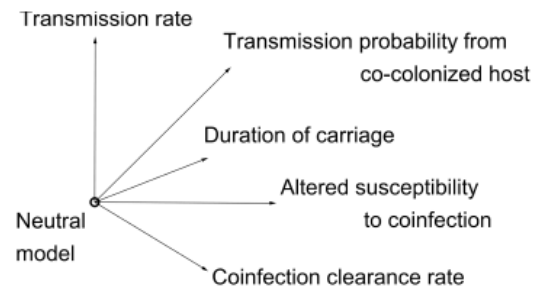 Transmission rate
Transmission probability from
co-colonized host
Duration of carriage
Altered susceptibility
to coinfection
Neutral
model
Coinfection clearance rate